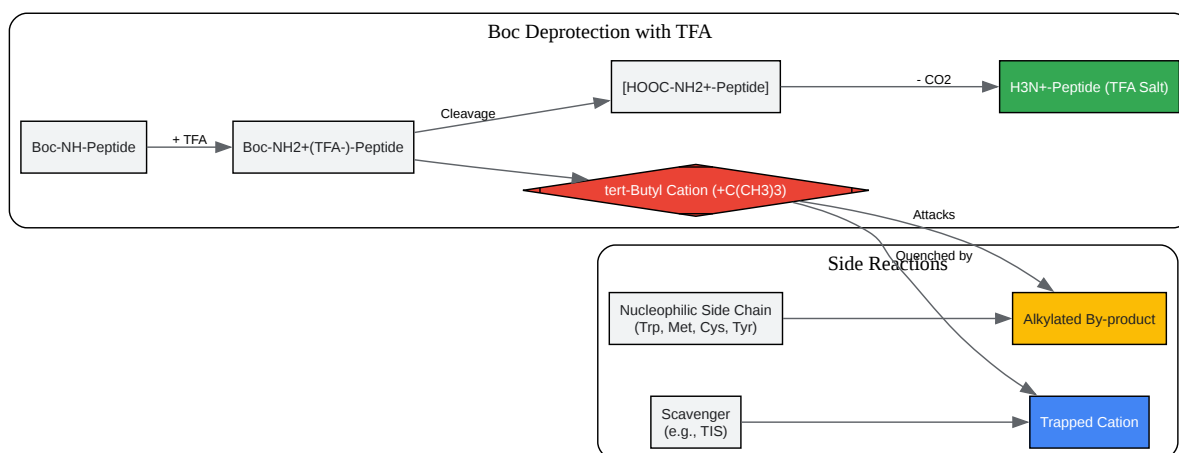 Boc Deprotection with TFA
[HOOC-NH2+-Peptide]
- CO2
H3N+-Peptide (TFA Salt)
Cleavage
Boc-NH-Peptide
+ TFA
Boc-NH2+(TFA-)-Peptide
tert-Butyl Cation (+C(CH3)3)
Attacks
Quenched by
Side Reactions
Nucleophilic Side Chain
(Trp, Met, Cys, Tyr)
Alkylated By-product
Scavenger
(e.g., TIS)
Trapped Cation